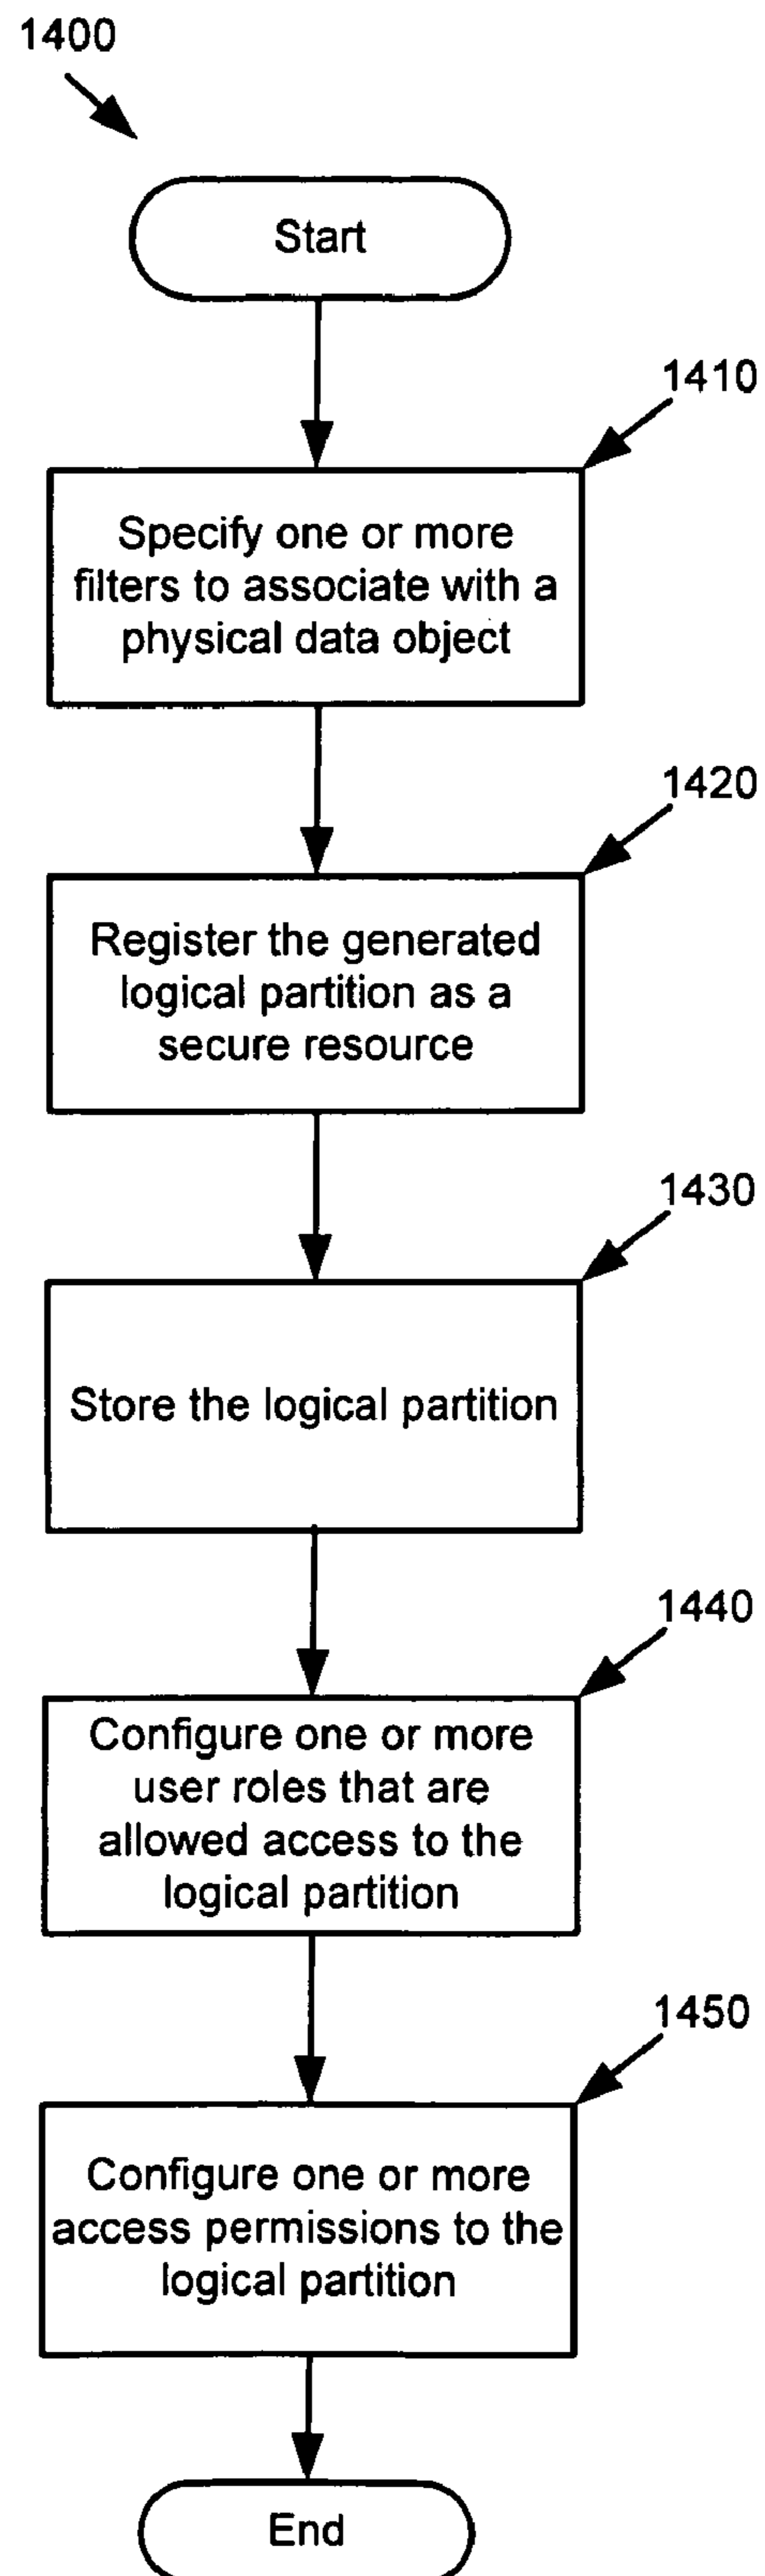 1400
Start
1410
Specify one or more
filters to associate with a
physical data object
1420
Register the generated
logical partition as a
secure resource
1430
Store the logical partition
1440
Configure one or more
user roles that are
allowed access to the
logical partition
1450
Configure one or more
access permissions to the
logical partition
End